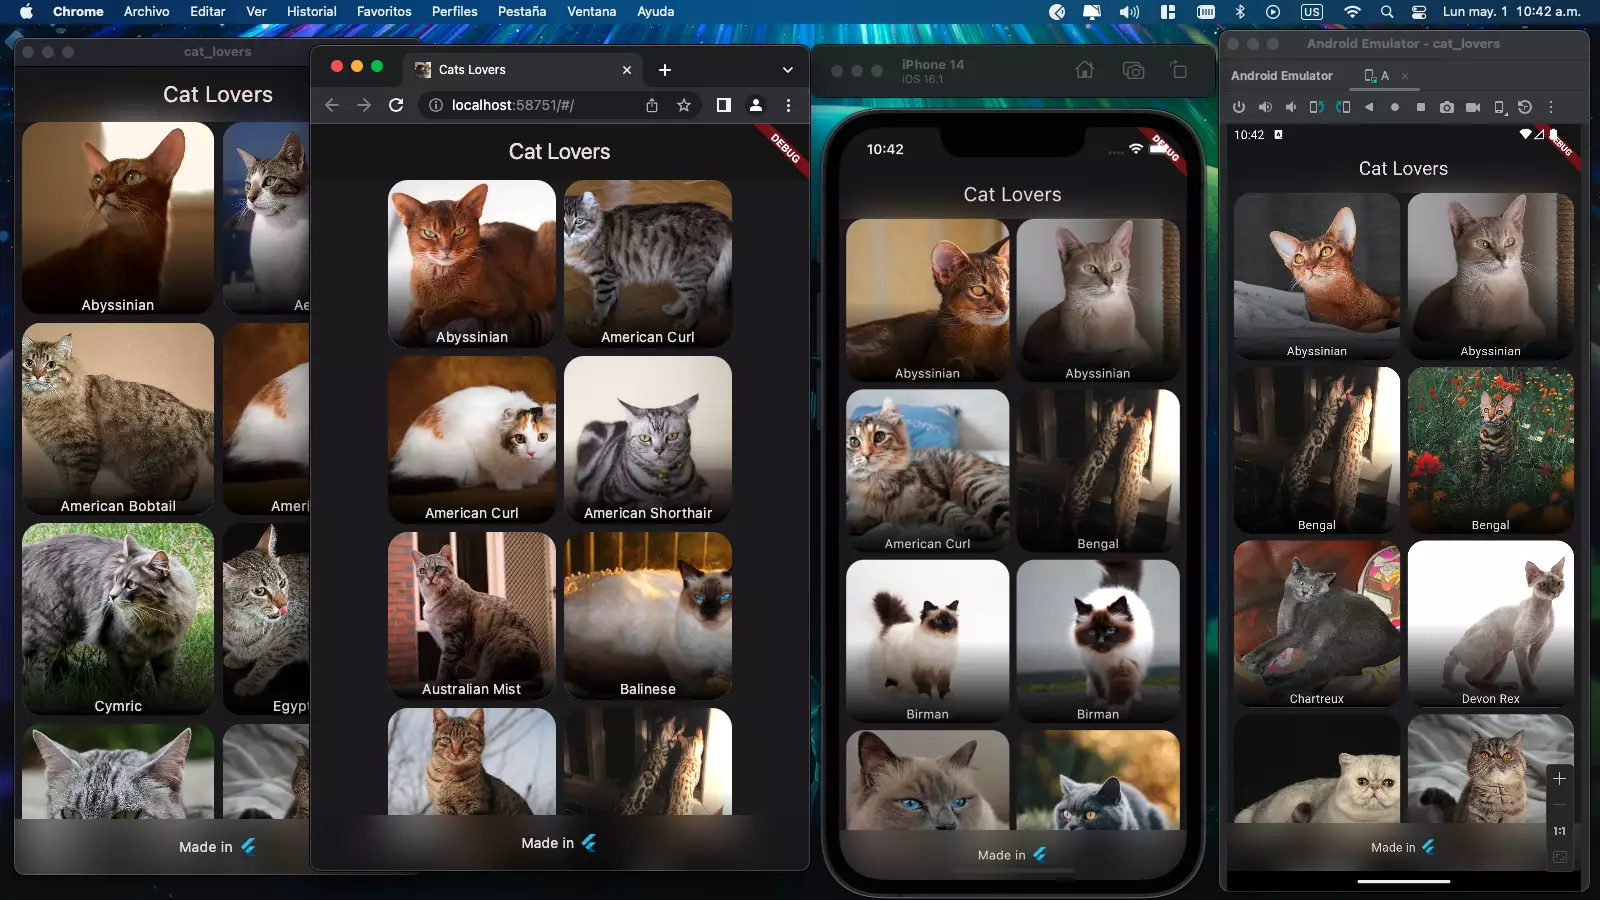 Chrome Archivo Editar Ver Historial Favoritos Perfiles Pestaña Ventana Ayuda US Lun may. 1 10:42 a.m.
cat_lovers
Cat Lovers
Abyssinian Ae
American Bobtail Ameri
Cymric Egypt
Made in
Cats Lovers
localhost:58751/#/
DEBUG
Cat Lovers
Abyssinian American Curl
American Curl American Shorthair
Australian Mist Balinese
Made in
iPhone 14
iOS 16.1
10:42
DEBUG
Cat Lovers
Abyssinian Abyssinian
American Curl Bengal
Birman Birman
Made in
Android Emulator - cat_lovers
Android Emulator A
10:42 A
DEBUG
Cat Lovers
Abyssinian Abyssinian
Bengal Bengal
Chartreux Devon Rex
1:1
Made in